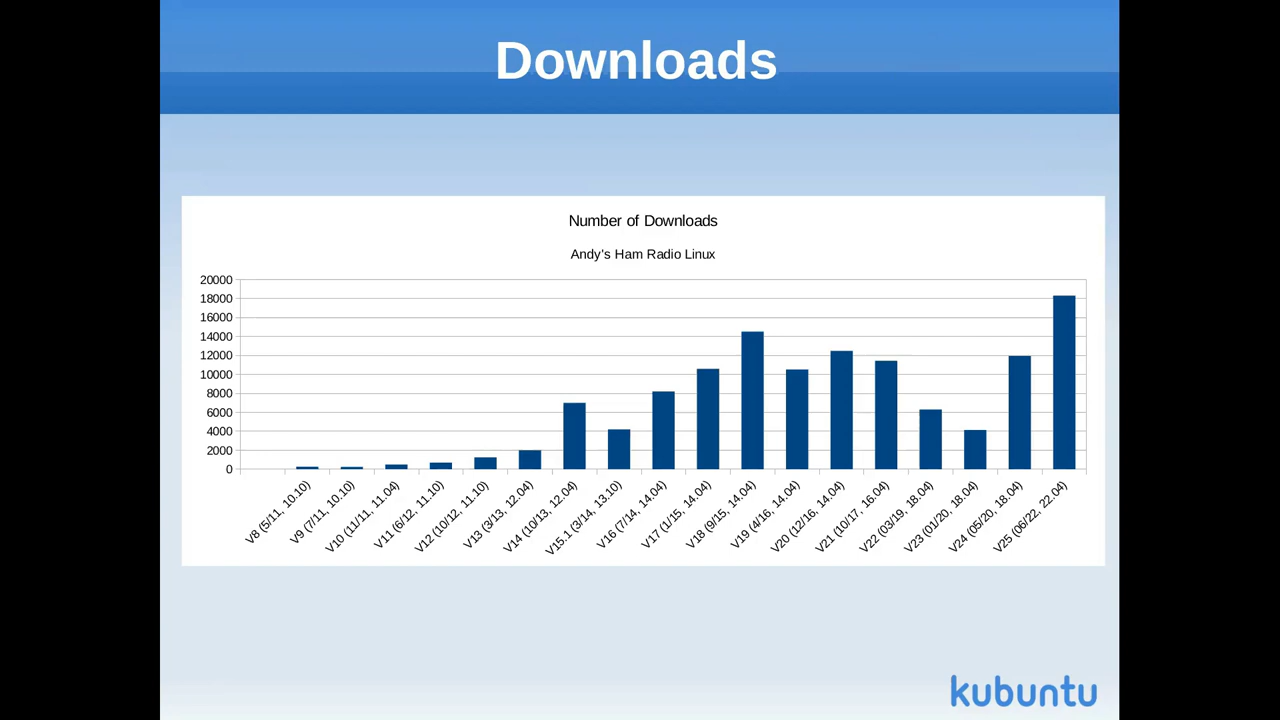 Downloads
Number of Downloads
Andy's Ham Radio Linux
20000
18000
16000
14000
12000
10000
8000
6000
4000
2000
0
V8 (5/11, 10.10)
V9 (7/11, 10.10)
V10 (11/11, 11.04)
V11 (6/12, 11.10)
V12 (10/12, 11.10)
V13 (3/13, 12.04)
V14 (10/13, 12.04)
V15.1 (3/14, 13.10)
V16 (7/14, 14.04)
V17 (1/15, 14.04)
V18 (9/15, 14.04)
V19 (4/16, 14.04)
V20 (12/16, 14.04)
V21 (10/17, 16.04)
V22 (03/19, 18.04)
V23 (01/20, 18.04)
V24 (05/20, 18.04)
V25 (06/22, 22.04)
kubuntu